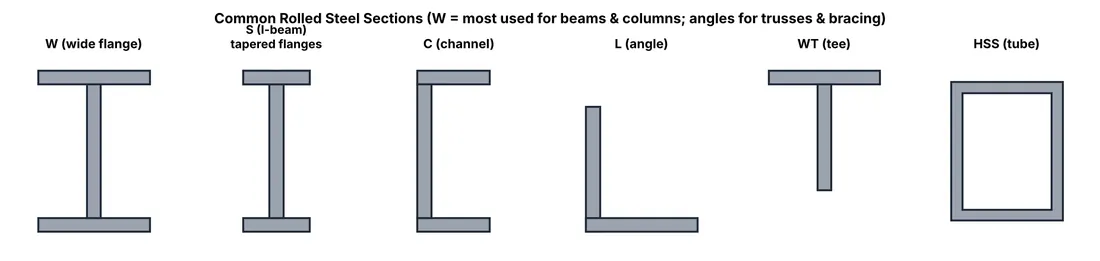 Common Rolled Steel Sections (W = most used for beams & columns; angles for trusses & bracing)
W (wide flange)
S (I-beam)
tapered flanges
C (channel)
L (angle)
WT (tee)
HSS (tube)